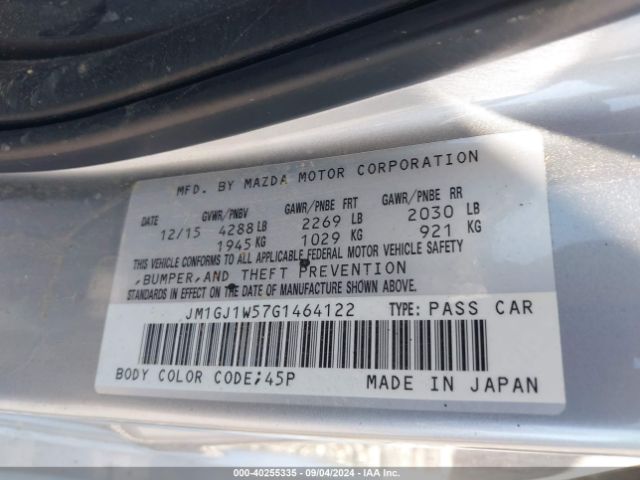 MFD. BY MAZDA MOTOR CORPORATION
DATE GVWR/PNBV GAWR/PNBE FRT GAWR/PNBE RR
12/15 4288 LB 2269 LB 2030 LB
1945 KG 1029 KG 921 KG
THIS VEHICLE CONFORMS TO ALL APPLICABLE FEDERAL MOTOR VEHICLE SAFETY
,BUMPER,AND THEFT PREVENTION
STANDARDS IN EFFECT ON THE DATE OF MANUFACTURE SHOWN ABOVE.
JM1GJ1W57G1464122 TYPE: PASS CAR
BODY COLOR CODE;45P MADE IN JAPAN
000-40255335 - 09/04/2024 - IAA Inc.